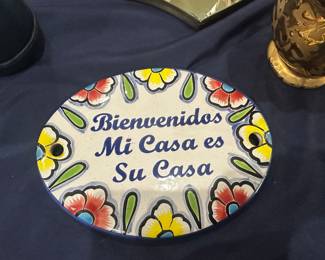 Bienvenidos
Mi Casa es
Su Casa